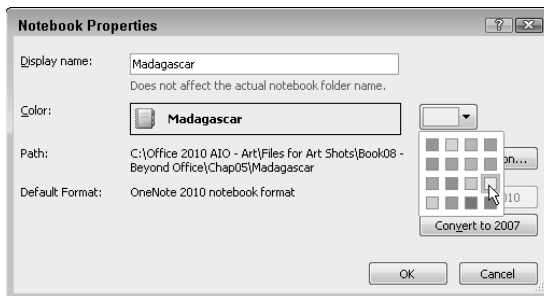 Notebook Properties
Display name:
Madagascar
Does not affect the actual notebook folder name.
Color:
Madagascar
Path:
C:\Office 2010 AIO - Art\Files for Art Shots\Book08 -
Beyond Office\Chap05\Madagascar
Default Format:
OneNote 2010 notebook format
Convert to 2007
OK
Cancel